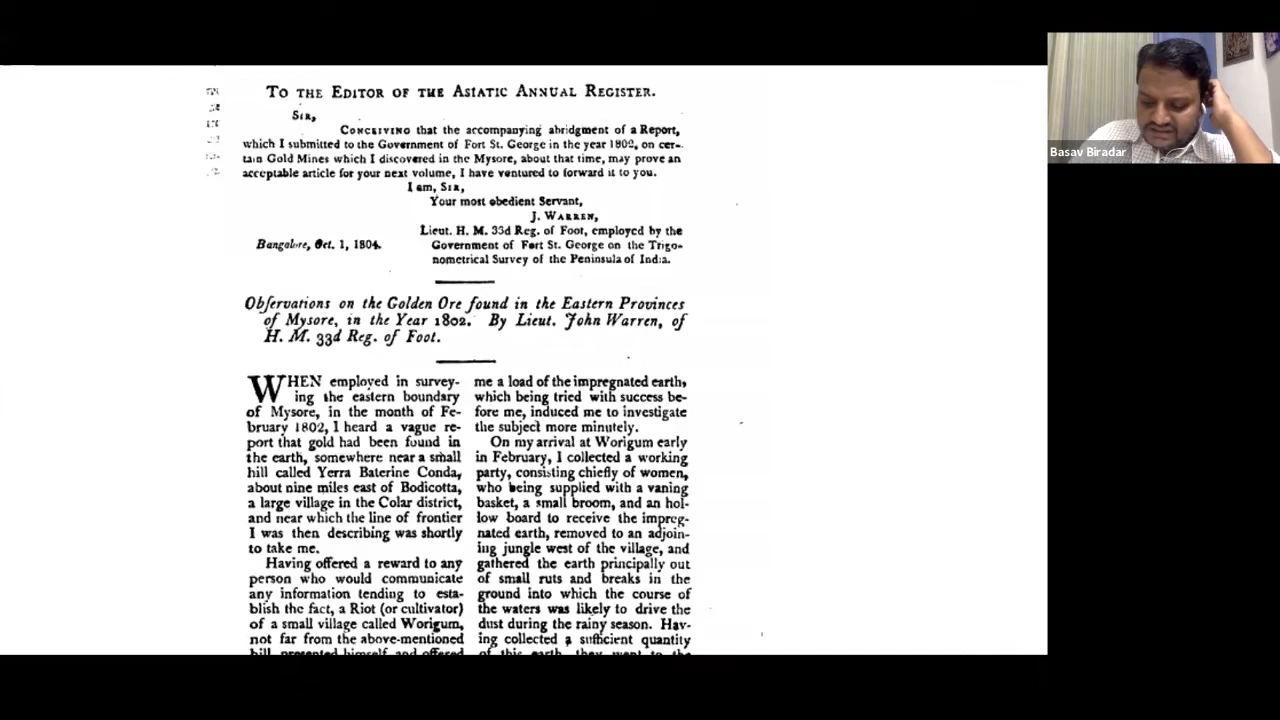 TO THE EDITOR OF THE ASIATIC ANNUAL REGISTER.
SIR,
CONCEIVING that the accompanying abridgment of a Report,
which I submitted to the Government of Fort St. George in the year 1802, on cer-
tain Gold Mines which I discovered in the Mysore, about that time, may prove an
acceptable article for your next volume, I have ventured to forward it to you.
I am, SIR,
Your most obedient Servant,
J. WARREN,
Lieut. H. M. 33d Reg. of Foot, employed by the
Bangalore, Oct. 1, 1804. Government of Fort St. George on the Trigo-
nometrical Survey of the Peninsula of India.
Observations on the Golden Ore found in the Eastern Provinces
of Mysore, in the Year 1802. By Lieut. John Warren, of
H. M. 33d Reg. of Foot.
WHEN employed in survey-
ing the eastern boundary
of Mysore, in the month of Fe-
bruary 1802, I heard a vague re-
port that gold had been found in
the earth, somewhere near a small
hill called Yerra Baterine Conda,
about nine miles east of Bodicotta,
a large village in the Colar district,
and near which the line of frontier
I was then describing was shortly
to take me.
Having offered a reward to any
person who would communicate
any information tending to esta-
blish the fact, a Riot (or cultivator)
of a small village called Worigum,
not far from the above-mentioned
hill, presented himself, and offered
me a load of the impregnated earth,
which being tried with success be-
fore me, induced me to investigate
the subject more minutely.
On my arrival at Worigum early
in February, I collected a working
party, consisting chiefly of women,
who being supplied with a vaning
basket, a small broom, and an hol-
low board to receive the impreg-
nated earth, removed to an adjoin-
ing jungle west of the village, and
gathered the earth principally out
of small ruts and breaks in the
ground into which the course of
the waters was likely to drive the
dust during the rainy season. Hav-
ing collected a sufficient quantity
of this earth, they went to the
Basav Biradar